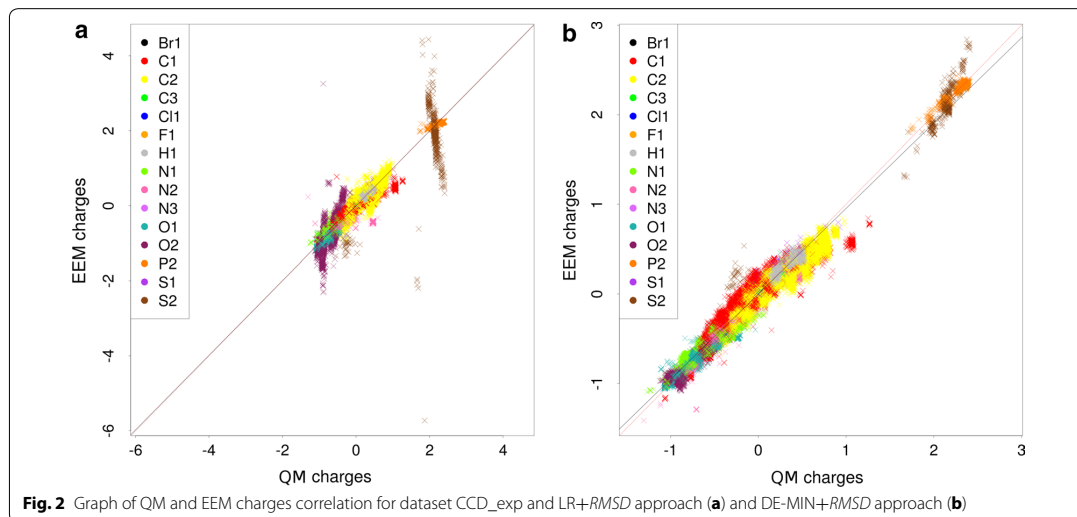 a
Br1
C1
C2
C3
Cl1
F1
H1
N1
N2
N3
O1
O2
P2
S1
S2
EEM charges
4
2
0
-2
-4
-6
-6
-4
-2
0
2
4
QM charges
b
Br1
C1
C2
C3
Cl1
F1
H1
N1
N2
N3
O1
O2
P2
S1
S2
EEM charges
3
2
1
0
-1
-1
0
1
2
3
QM charges
Fig. 2 Graph of QM and EEM charges correlation for dataset CCD_exp and LR+RMSD approach (a) and DE-MIN+RMSD approach (b)